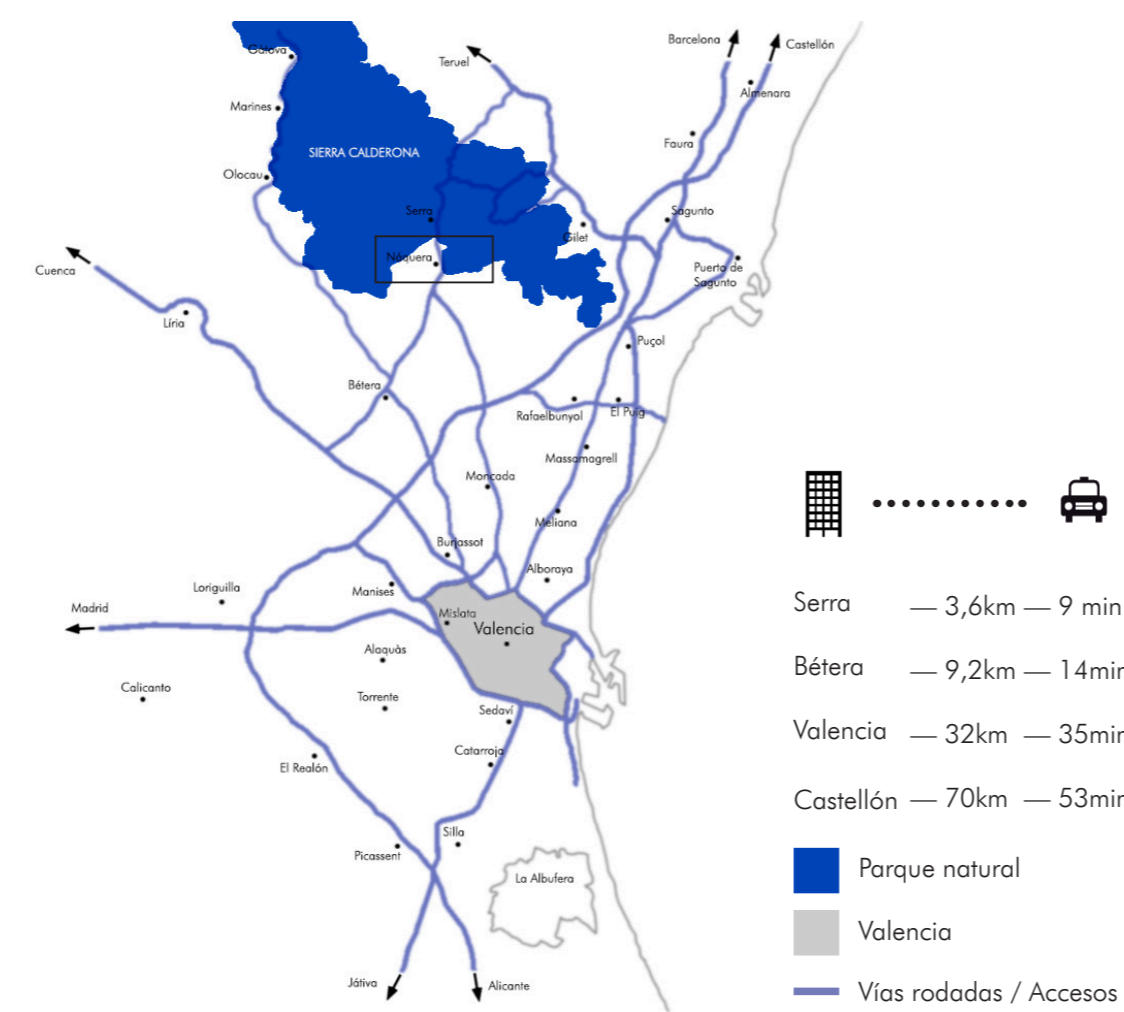 Barcelona
Castellón
Gátova
Teruel
Almenara
Marines
Faura
SIERRA CALDERONA
Olocau
Serra
Sagunto
Gilet
Náquera
Cuenca
Puerto de
Sagunto
Líria
Puçol
Bétera
Rafaelbunyol
El Puig
Massamagrell
Moncada
Meliana
Burjassot
Alboraya
Loriguilla
Manises
Madrid
Mislata
Valencia
Alaquàs
Calicanto
Torrente
Sedaví
Catarroja
El Realón
Silla
Picassent
La Albufera
Játiva
Alicante
Serra — 3,6km — 9 min
Bétera — 9,2km — 14min
Valencia — 32km — 35min
Castellón — 70km — 53min
Parque natural
Valencia
Vías rodadas / Accesos